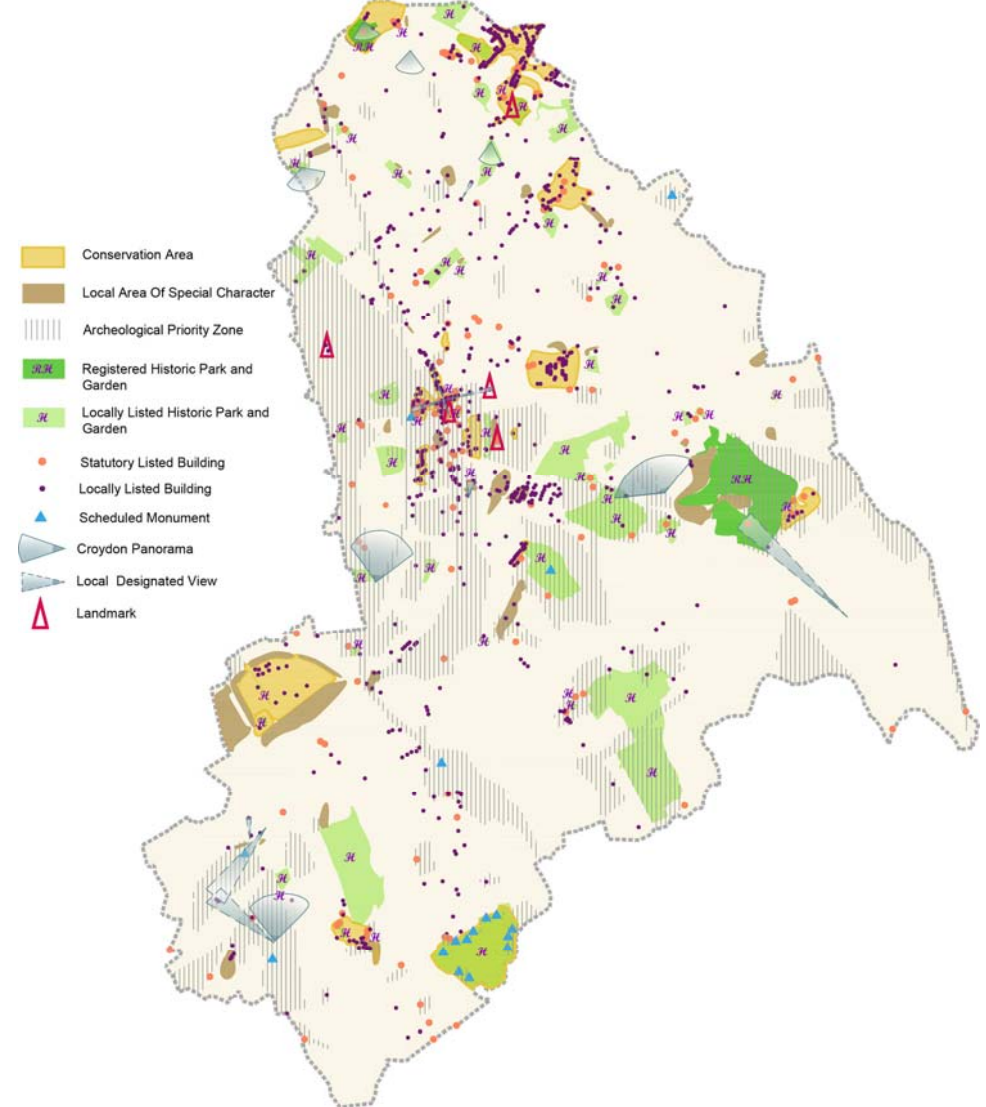 Conservation Area
Local Area Of Special Character
Archeological Priority Zone
RH
Registered Historic Park and
Garden
H
Locally Listed Historic Park and
Garden
Statutory Listed Building
Locally Listed Building
Scheduled Monument
Croydon Panorama
Local Designated View
Landmark